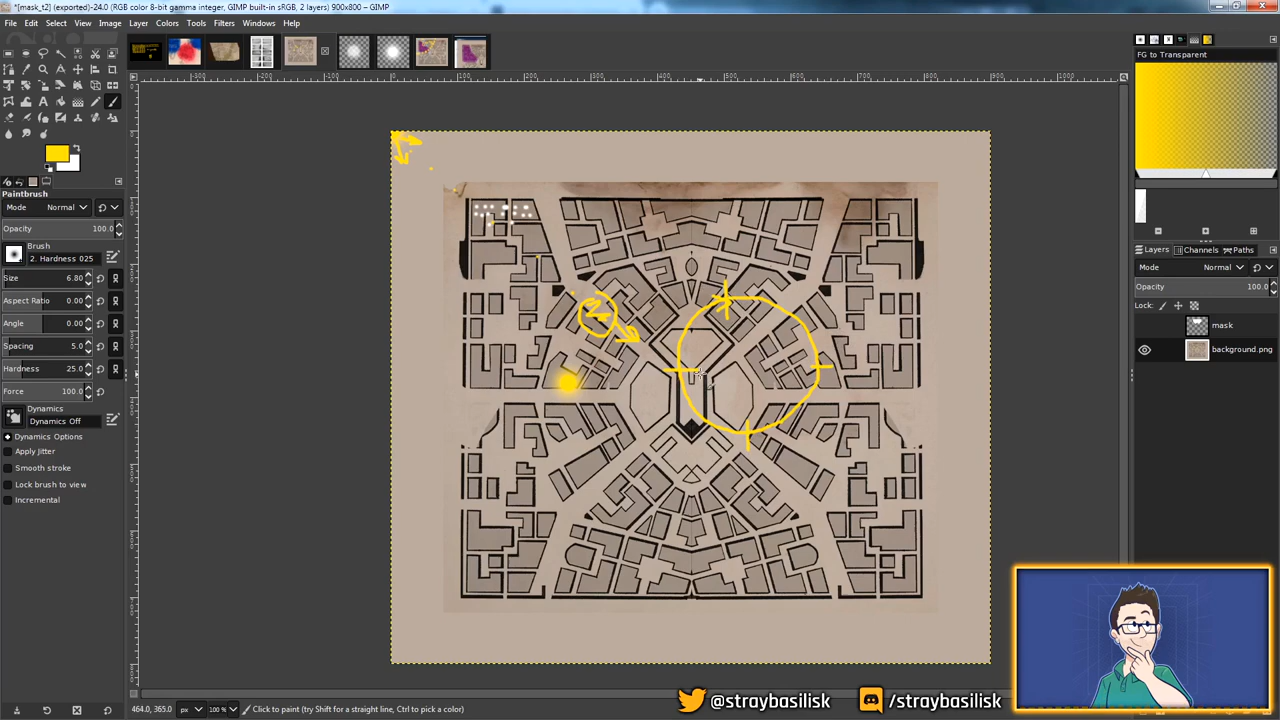 *[mask_t2] (exported)-24.0 (RGB color 8-bit gamma integer, GIMP built-in sRGB, 2 layers) 900x800 – GIMP
File Edit Select View Image Layer Colors Tools Filters Windows Help
FG to Transparent
Paintbrush
Mode Normal
Opacity 100.0
Brush
2. Hardness 025
Size 6.80
Aspect Ratio 0.00
Angle 0.00
Spacing 5.0
Hardness 25.0
Force 100.0
Dynamics
Dynamics Off
Dynamics Options
Apply Jitter
Smooth stroke
Lock brush to view
Incremental
Layers Channels Paths
Mode Normal
Opacity 100.0
Lock:
mask
background.png
464.0, 365.0 px 100 % Click to paint (try Shift for a straight line, Ctrl to pick a color)
@straybasilisk /straybasilisk